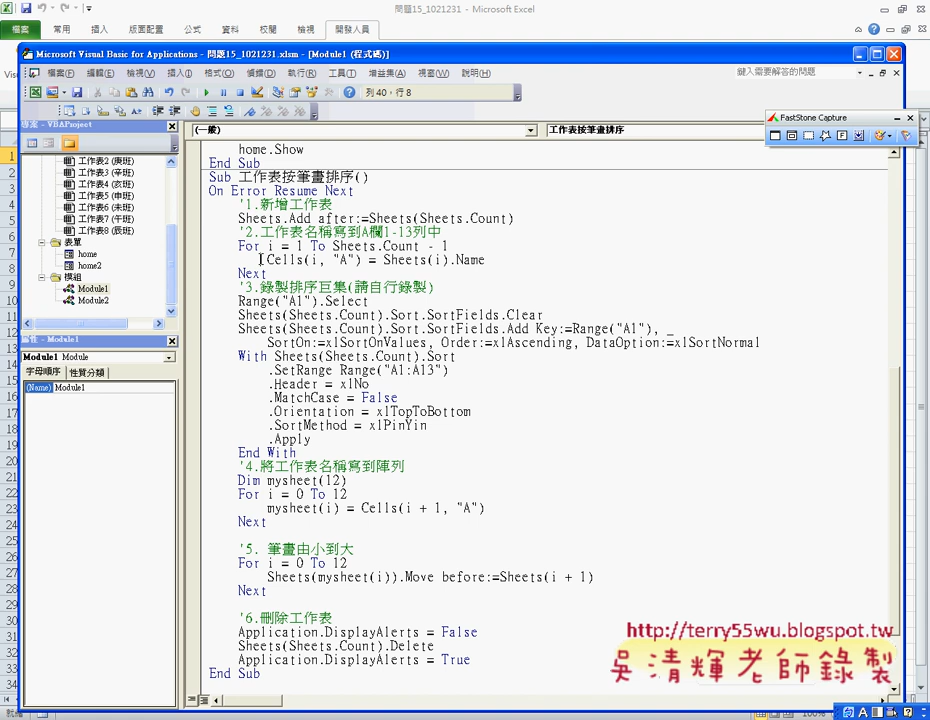 問題15_1021231 - Microsoft Excel
檔案 常用 插入 版面配置 公式 資料 校閱 檢視 開發人員
Microsoft Visual Basic for Applications - 問題15_1021231.xlsm - [Module1 (程式碼)]
檔案(F) 編輯(E) 檢視(V) 插入(I) 格式(O) 偵錯(D) 執行(R) 工具(T) 增益集(A) 視窗(W) 說明(H) 鍵入需要解答的問題
列 40，行 8
FastStone Capture
專案 - VBAProject
(一般) 工作表按筆畫排序
工作表2 (庚班)
工作表3 (辛班)
工作表4 (亥班)
工作表5 (申班)
工作表6 (未班)
工作表7 (午班)
工作表8 (辰班)
表單
home
home2
模組
Module1
Module2
屬性 - Module1
Module1 Module
字母順序 性質分類
(Name) Module1
home.Show
End Sub
Sub 工作表按筆畫排序()
On Error Resume Next
'1.新增工作表
Sheets.Add after:=Sheets(Sheets.Count)
'2.工作表名稱寫到A欄1-13列中
For i = 1 To Sheets.Count - 1
Cells(i, "A") = Sheets(i).Name
Next
'3.錄製排序巨集(請自行錄製)
Range("A1").Select
Sheets(Sheets.Count).Sort.SortFields.Clear
Sheets(Sheets.Count).Sort.SortFields.Add Key:=Range("A1"), _
SortOn:=xlSortOnValues, Order:=xlAscending, DataOption:=xlSortNormal
With Sheets(Sheets.Count).Sort
.SetRange Range("A1:A13")
.Header = xlNo
.MatchCase = False
.Orientation = xlTopToBottom
.SortMethod = xlPinYin
.Apply
End With
'4.將工作表名稱寫到陣列
Dim mysheet(12)
For i = 0 To 12
mysheet(i) = Cells(i + 1, "A")
Next
'5. 筆畫由小到大
For i = 0 To 12
Sheets(mysheet(i)).Move before:=Sheets(i + 1)
Next
'6.刪除工作表
Application.DisplayAlerts = False
Sheets(Sheets.Count).Delete
Application.DisplayAlerts = True
End Sub
http://terry55wu.blogspot.tw
吳清輝老師錄製